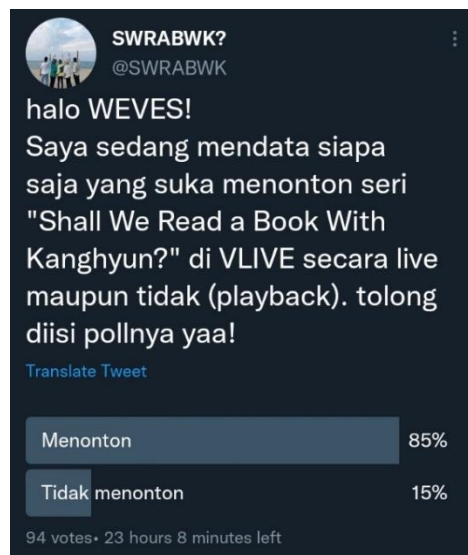 SWRABWK?
@SWRABWK
halo WEVES!
Saya sedang mendata siapa
saja yang suka menonton seri
"Shall We Read a Book With
Kanghyun?" di VLIVE secara live
maupun tidak (playback). tolong
diisi pollnya yaa!
Translate Tweet
Menonton 85%
Tidak menonton 15%
94 votes• 23 hours 8 minutes left